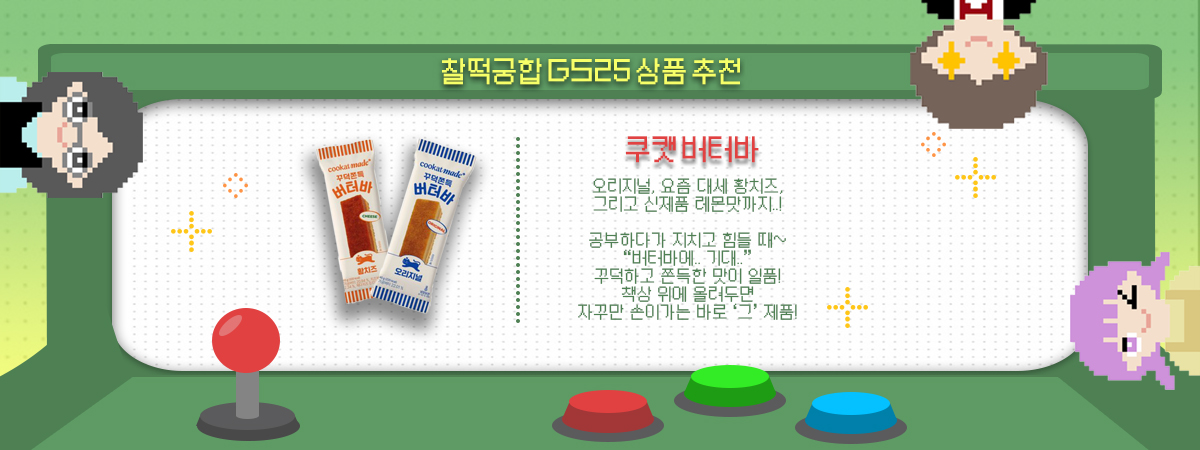 찰떡궁합 GS25 상품 추천
cookat made
꾸덕쫀득
버터바
CHEESE
황치즈
cookat made
꾸덕쫀득
버터바
ORIGINAL
오리지널
쿠캣 버터바
오리지널, 요즘 대세 황치즈,
그리고 신제품 레몬맛까지..!
공부하다가 지치고 힘들 때~
“버터바에.. 기대..”
꾸덕하고 쫀득한 맛이 일품!
책상 위에 올려두면
자꾸만 손이가는 바로 ‘그’ 제품!